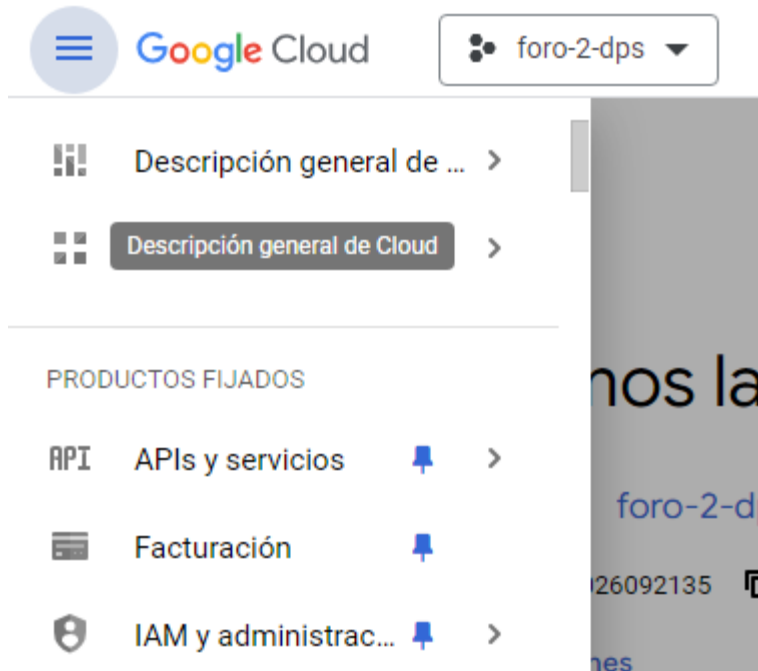 Google Cloud
foro-2-dps
Descripción general de ...
Descripción general de Cloud
PRODUCTOS FIJADOS
nos la
API APIs y servicios
foro-2-d
Facturación
026092135
IAM y administrac...
nes